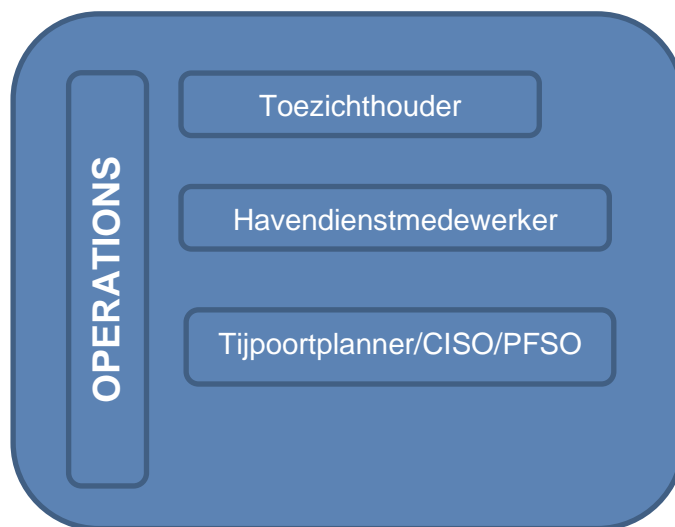 OPERATIONS
Toezichthouder
Havendienstmedewerker
Tijpoortplanner/CISO/PFSO